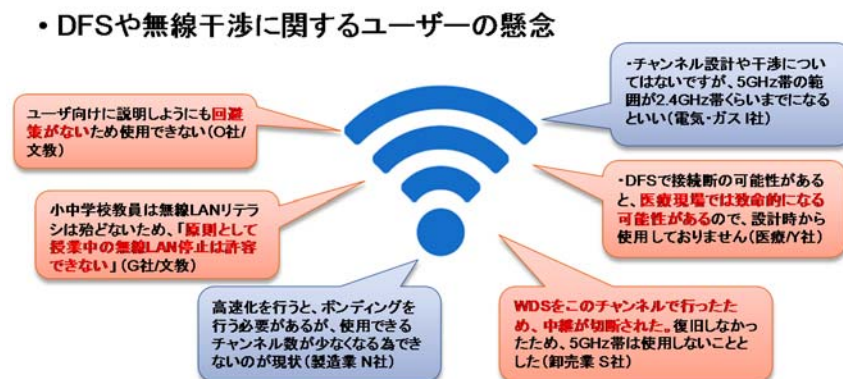 ・DFSや無線干渉に関するユーザーの懸念
・チャンネル設計や干渉につい
てはないですが、5GHz帯の範
囲が2.4GHz帯くらいまでになる
といい(電気・ガス I社)
ユーザ向けに説明しようにも回避
策がないため使用できない(O社/
文教)
・DFSで接続断の可能性がある
と、医療現場では致命的になる
可能性があるので、設計時から
使用しておりません(医療/Y社)
小中学校教員は無線LANリテラ
シは殆どないため、「原則として
授業中の無線LAN停止は許容
できない」(G社/文教)
高速化を行うと、ボンディングを
行う必要があるが、使用できる
チャンネル数が少なくなる為でき
ないのが現状(製造業 N社)
WDSをこのチャンネルで行ったた
め、中継が切断された。復旧しなかっ
たため、5GHz帯は使用しないことと
した(卸売業 S社)